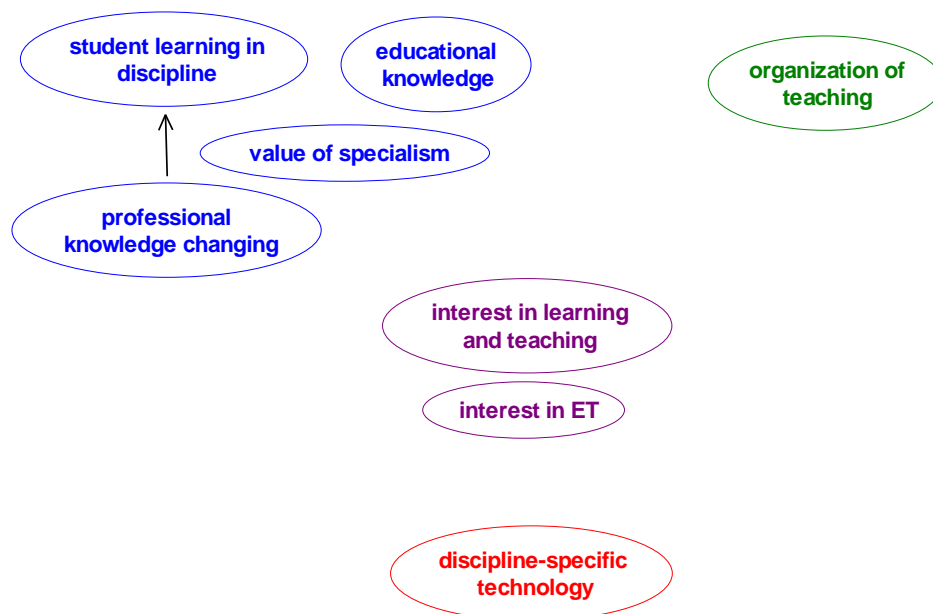 student learning in
discipline
educational
knowledge
organization of
teaching
value of specialism
professional
knowledge changing
interest in learning
and teaching
interest in ET
discipline-specific
technology